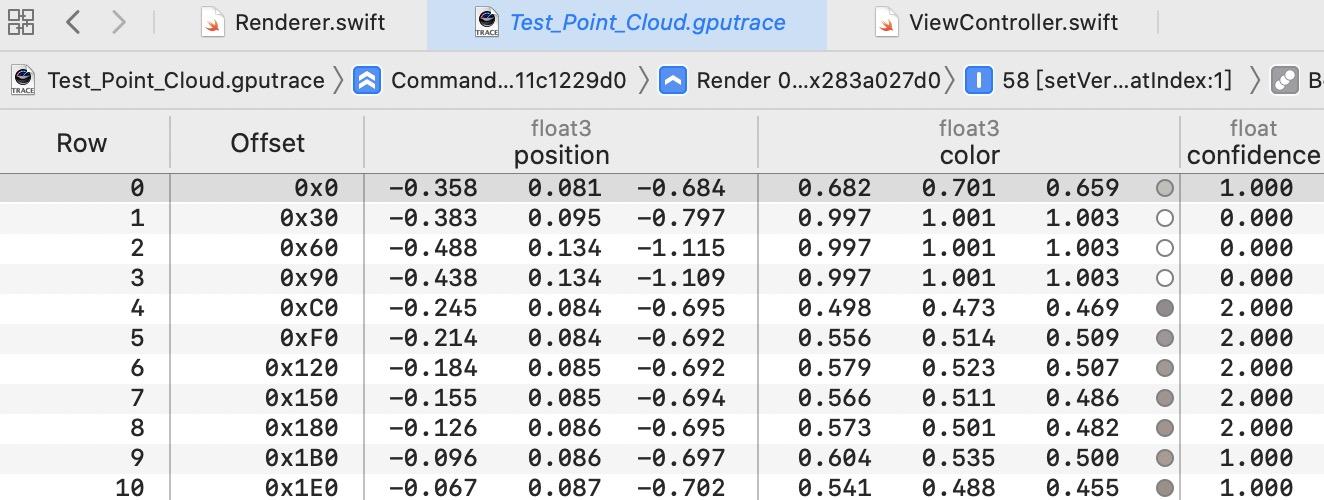 Renderer.swift Test_Point_Cloud.gputrace ViewController.swift
TRACE
Test_Point_Cloud.gputrace Command...11c1229d0 Render 0...x283a027d0 58 [setVer...atIndex:1] B
TRACE
float3 float3 float
Row Offset position color confidence
0 0x0 −0.358 0.081 −0.684 0.682 0.701 0.659 1.000
1 0x30 −0.383 0.095 −0.797 0.997 1.001 1.003 0.000
2 0x60 −0.488 0.134 −1.115 0.997 1.001 1.003 0.000
3 0x90 −0.438 0.134 −1.109 0.997 1.001 1.003 0.000
4 0xC0 −0.245 0.084 −0.695 0.498 0.473 0.469 2.000
5 0xF0 −0.214 0.084 −0.692 0.556 0.514 0.509 2.000
6 0x120 −0.184 0.085 −0.692 0.579 0.523 0.507 2.000
7 0x150 −0.155 0.085 −0.694 0.566 0.511 0.486 2.000
8 0x180 −0.126 0.086 −0.695 0.573 0.501 0.482 2.000
9 0x1B0 −0.096 0.086 −0.697 0.604 0.535 0.500 1.000
10 0x1E0 −0.067 0.087 −0.702 0.541 0.488 0.455 1.000